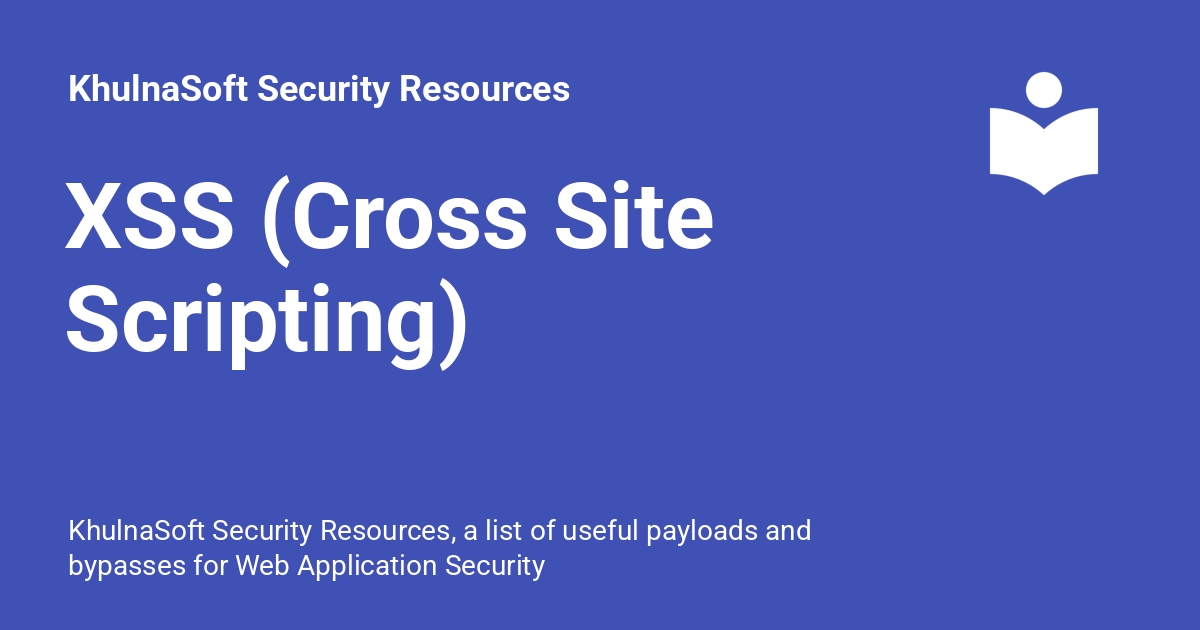 KhulnaSoft Security Resources
XSS (Cross Site
Scripting)
KhulnaSoft Security Resources, a list of useful payloads and
bypasses for Web Application Security